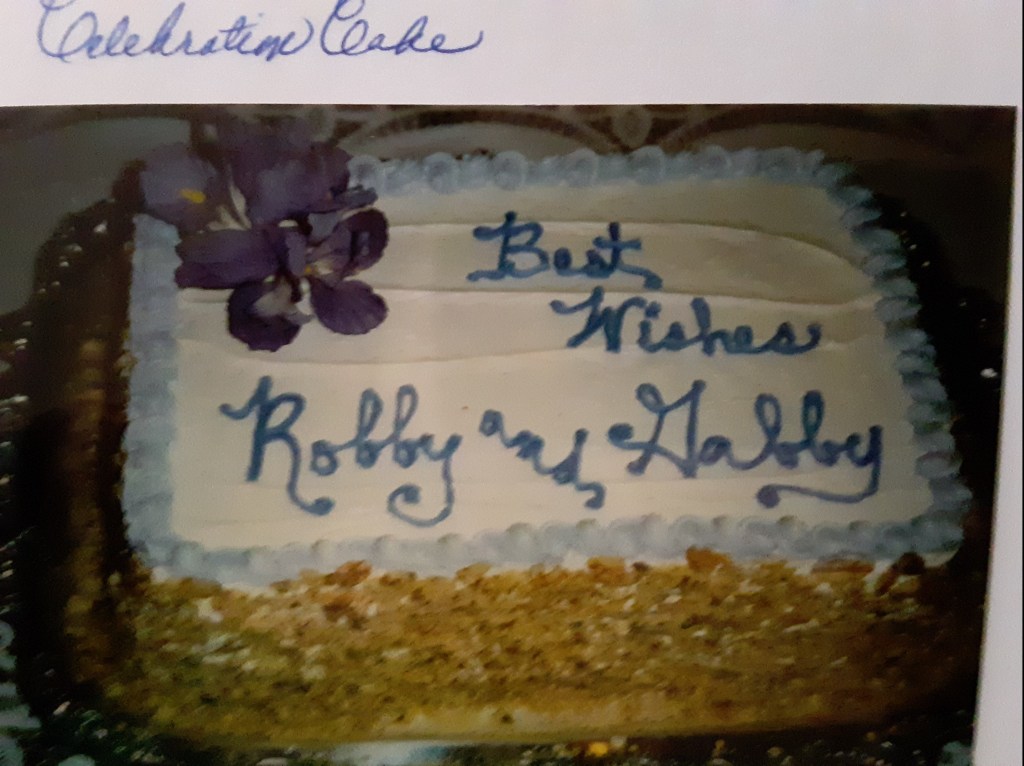 Celebration Cake
Best
Wishes
Robby and Gabby